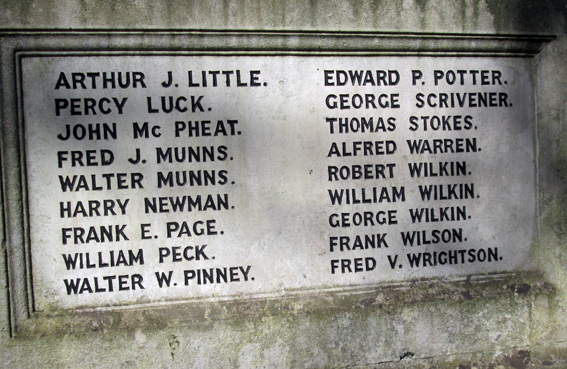 ARTHUR J. LITTLE.
PERCY LUCK.
JOHN Mc PHEAT.
FRED J. MUNNS.
WALTER MUNNS.
HARRY NEWMAN.
FRANK E. PAGE.
WILLIAM PECK.
WALTER W. PINNEY.
EDWARD P. POTTER.
GEORGE SCRIVENER.
THOMAS STOKES.
ALFRED WARREN.
ROBERT WILKIN.
WILLIAM WILKIN.
GEORGE WILKIN.
FRANK WILSON.
FRED V. WRIGHTSON.